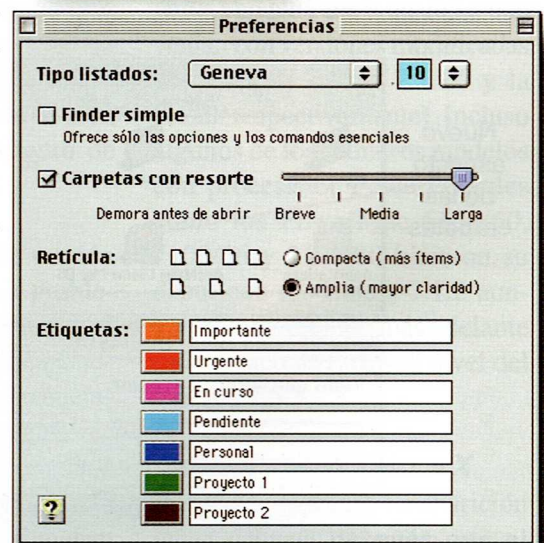 Preferencias
Tipo listados: Geneva 10
Finder simple
Ofrece sólo las opciones y los comandos esenciales
Carpetas con resorte
Demora antes de abrir Breve Media Larga
Retícula: Compacta (más ítems)
Amplia (mayor claridad)
Etiquetas: Importante
Urgente
En curso
Pendiente
Personal
Proyecto 1
Proyecto 2
?